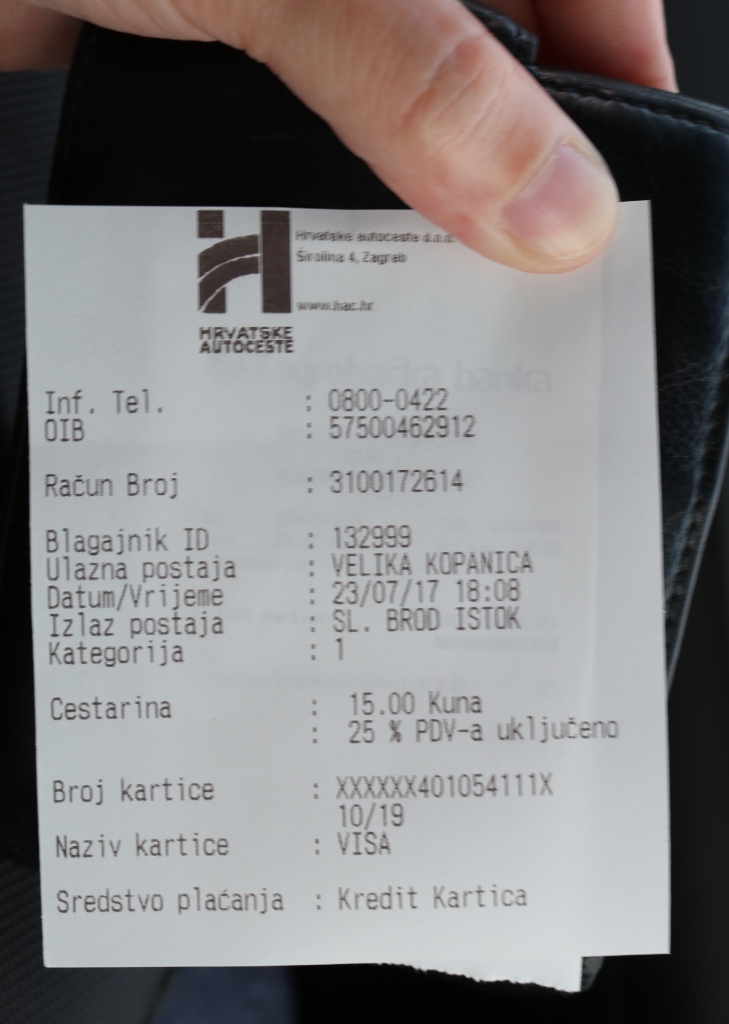 Hrvatske autoceste d.o.o.
Širolina 4, Zagreb
www.hac.hr
HRVATSKE
AUTOCESTE
Inf. Tel. : 0800-0422
OIB : 57500462912
Račun Broj : 3100172614
Blagajnik ID : 132999
Ulazna postaja : VELIKA KOPANICA
Datum/Vrijeme : 23/07/17 18:08
Izlaz postaja : SL. BROD ISTOK
Kategorija : 1
Cestarina : 15.00 Kuna
: 25 % PDV-a uključeno
Broj kartice : XXXXXX401054111X
10/19
Naziv kartice : VISA
Sredstvo plaćanja : Kredit Kartica